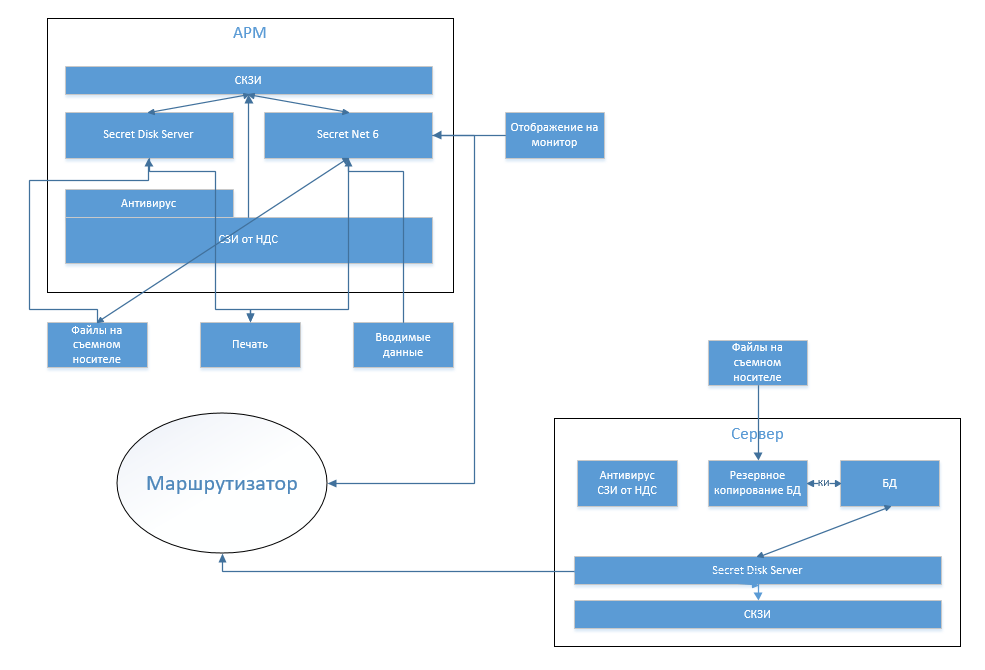 АРМ
СКЗИ
Secret Disk Server
Secret Net 6
Отображение на
монитор
Антивирус
СЗИ от НДС
Файлы на
съемном
носителе
Печать
Вводимые
данные
Файлы на
съемном
носителе
Маршрутизатор
Сервер
Антивирус
СЗИ от НДС
Резервное
копирование БД
КИ
БД
Secret Disk Server
СКЗИ